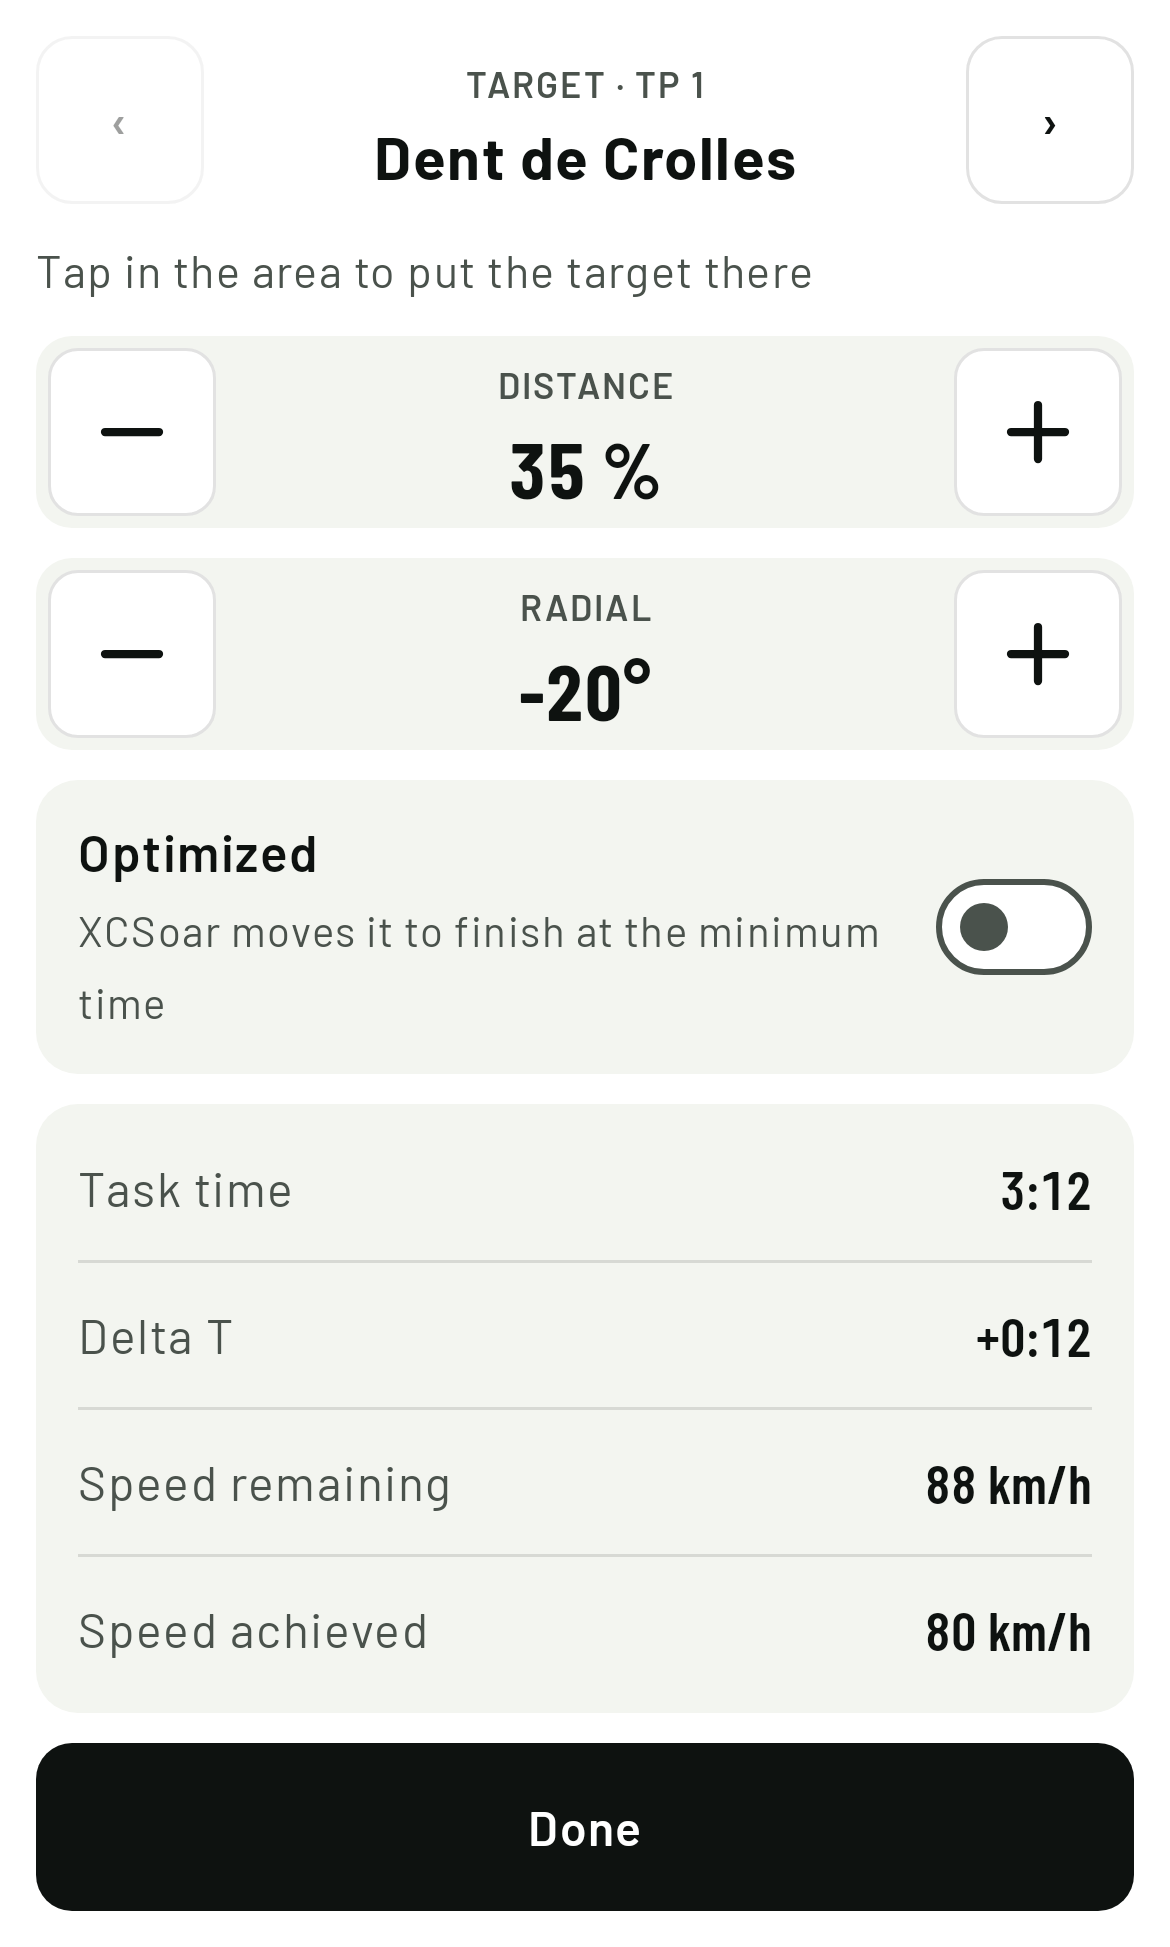 ‹
TARGET · TP 1
Dent de Crolles
›
Tap in the area to put the target there
DISTANCE
35 %
RADIAL
-20°
Optimized
XCSoar moves it to finish at the minimum
time
Task time 3:12
Delta T +0:12
Speed remaining 88 km/h
Speed achieved 80 km/h
Done